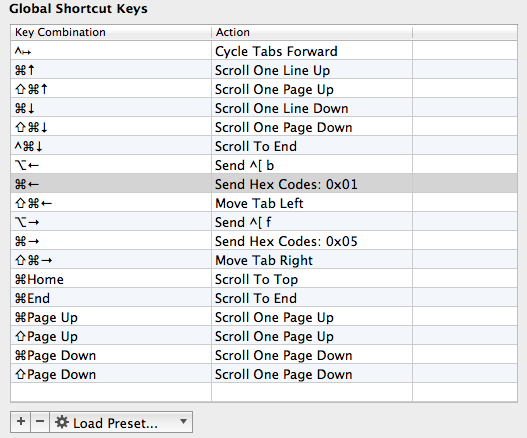 Global Shortcut Keys
Key Combination Action
^↦ Cycle Tabs Forward
⌘↑ Scroll One Line Up
⇧⌘↑ Scroll One Page Up
⌘↓ Scroll One Line Down
⇧⌘↓ Scroll One Page Down
^⌘↓ Scroll To End
⌥← Send ^[ b
⌘← Send Hex Codes: 0x01
⇧⌘← Move Tab Left
⌥→ Send ^[ f
⌘→ Send Hex Codes: 0x05
⇧⌘→ Move Tab Right
⌘Home Scroll To Top
⌘End Scroll To End
⌘Page Up Scroll One Page Up
⇧Page Up Scroll One Page Up
⌘Page Down Scroll One Page Down
⇧Page Down Scroll One Page Down
+ − Load Preset...